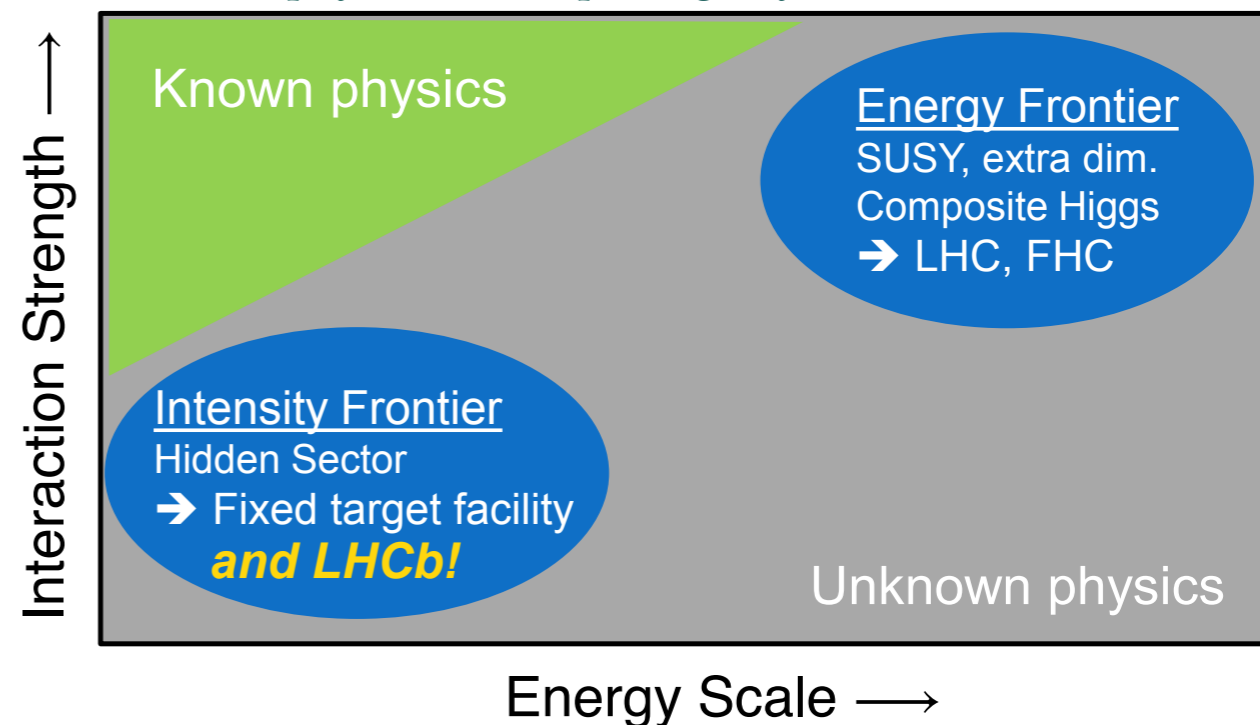 Known physics
Energy Frontier
SUSY, extra dim.
Composite Higgs
➔ LHC, FHC
Intensity Frontier
Hidden Sector
➔ Fixed target facility
and LHCb!
Unknown physics
Interaction Strength ⟶
Energy Scale ⟶